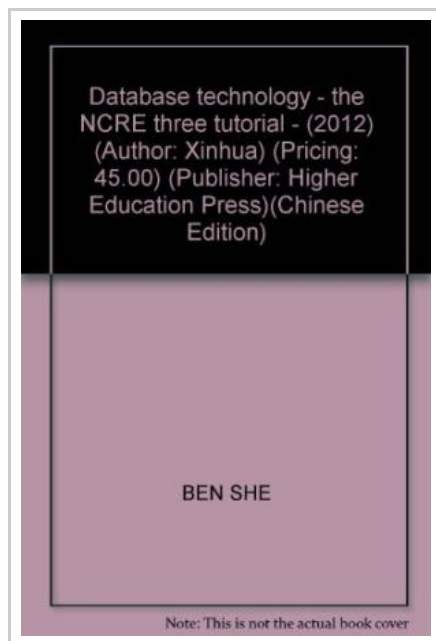 Database technology - the
NCRE three tutorial - (2012)
(Author: Xinhua) (Pricing:
45.00) (Publisher: Higher
Education Press)(Chinese
Edition)
BEN SHE
Note: This is not the actual book cover